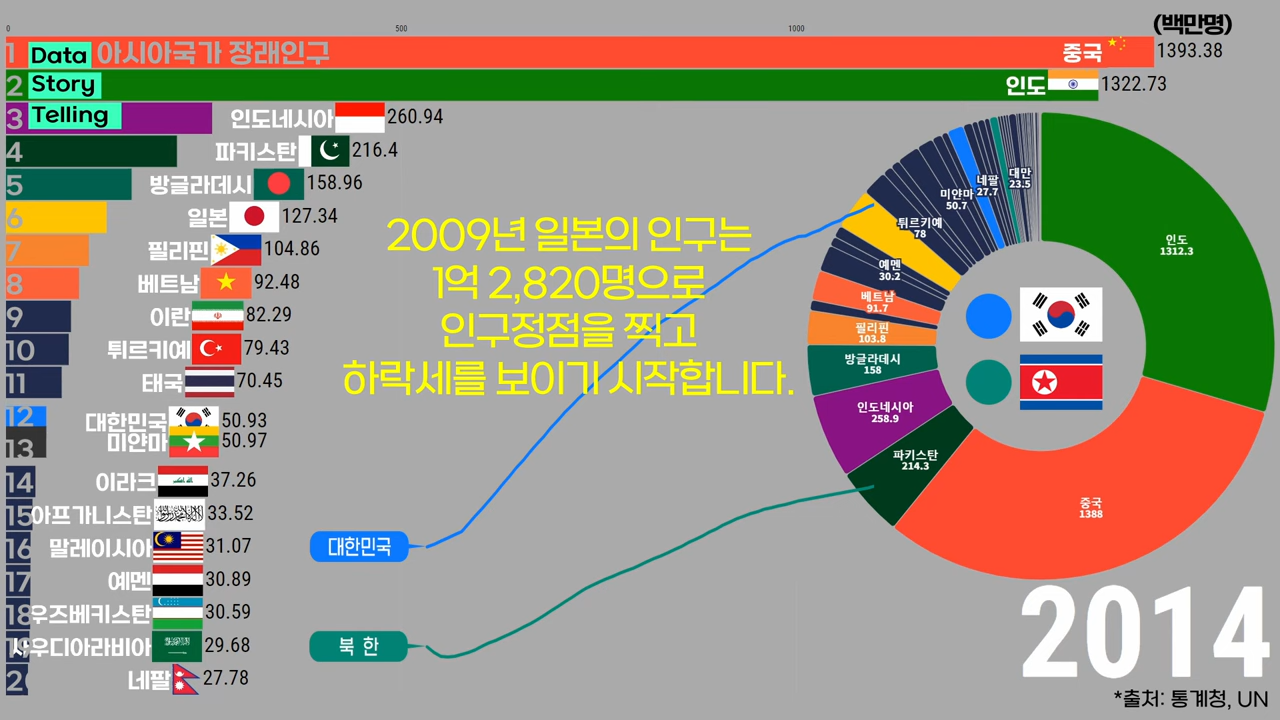 0
500
1000
(백만명)
1 Data 아시아국가 장래인구 중국 1393.38
2 Story 인도 1322.73
3 Telling 인도네시아 260.94
4 파키스탄 216.4
5 방글라데시 158.96
6 일본 127.34
7 필리핀 104.86
8 베트남 92.48
9 이란 82.29
10 튀르키예 79.43
11 태국 70.45
12 대한민국 50.93
13 미얀마 50.97
14 이라크 37.26
15 아프가니스탄 33.52
16 말레이시아 31.07
17 예멘 30.89
18 우즈베키스탄 30.59
사우디아라비아 29.68
네팔 27.78
2009년 일본의 인구는
1억 2,820명으로
인구정점을 찍고
하락세를 보이기 시작합니다.
대한민국
북 한
인도
1312.3
중국
1388
파키스탄
214.3
인도네시아
258.9
방글라데시
158
필리핀
103.8
베트남
91.7
예멘
30.2
튀르키예
78
미얀마
50.7
네팔
27.7
대만
23.5
2014
*출처: 통계청, UN